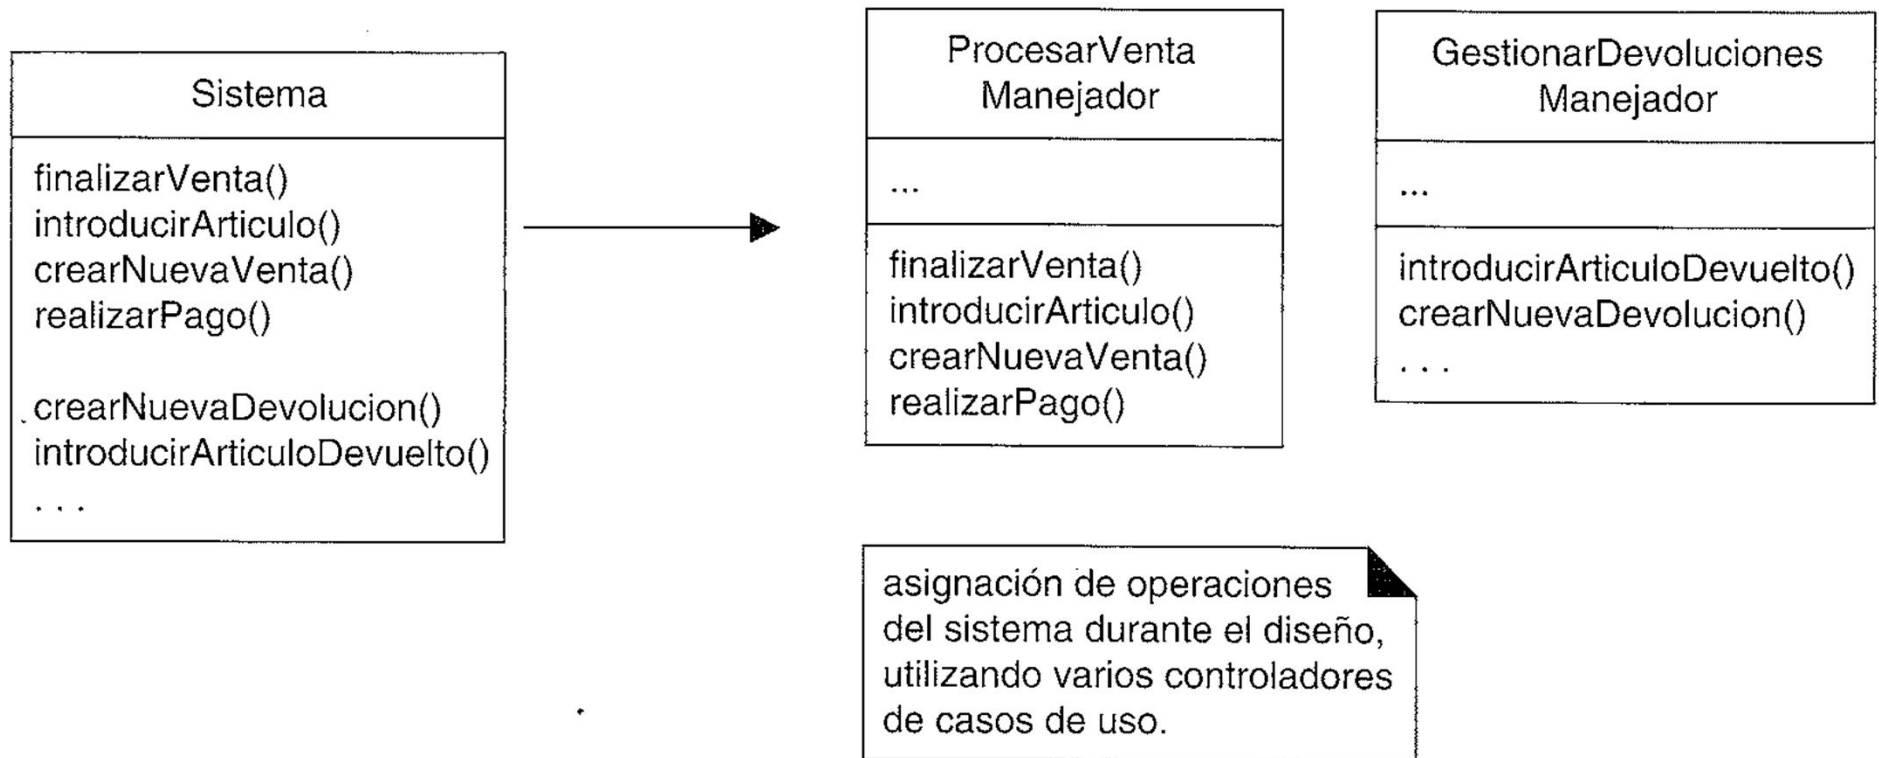 Sistema
finalizarVenta()
introducirArticulo()
crearNuevaVenta()
realizarPago()
crearNuevaDevolucion()
introducirArticuloDevuelto()
. . .
ProcesarVenta
Manejador
...
finalizarVenta()
introducirArticulo()
crearNuevaVenta()
realizarPago()
GestionarDevoluciones
Manejador
...
introducirArticuloDevuelto()
crearNuevaDevolucion()
. . .
asignación de operaciones
del sistema durante el diseño,
utilizando varios controladores
de casos de uso.